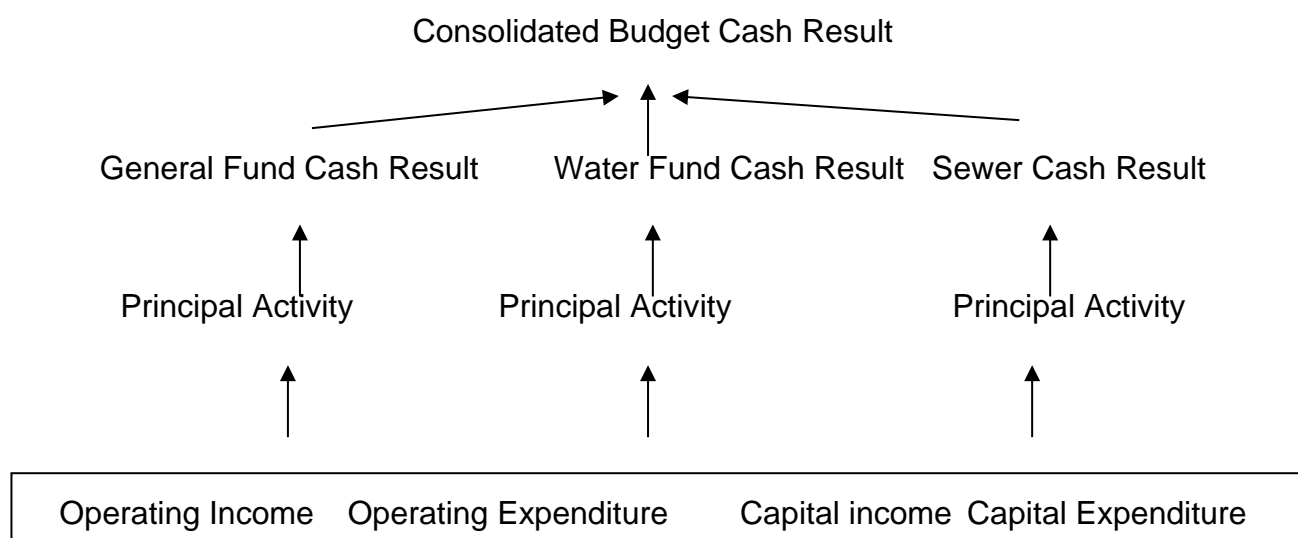 Consolidated Budget Cash Result
General Fund Cash Result Water Fund Cash Result Sewer Cash Result
Principal Activity Principal Activity Principal Activity
Operating Income Operating Expenditure Capital income Capital Expenditure